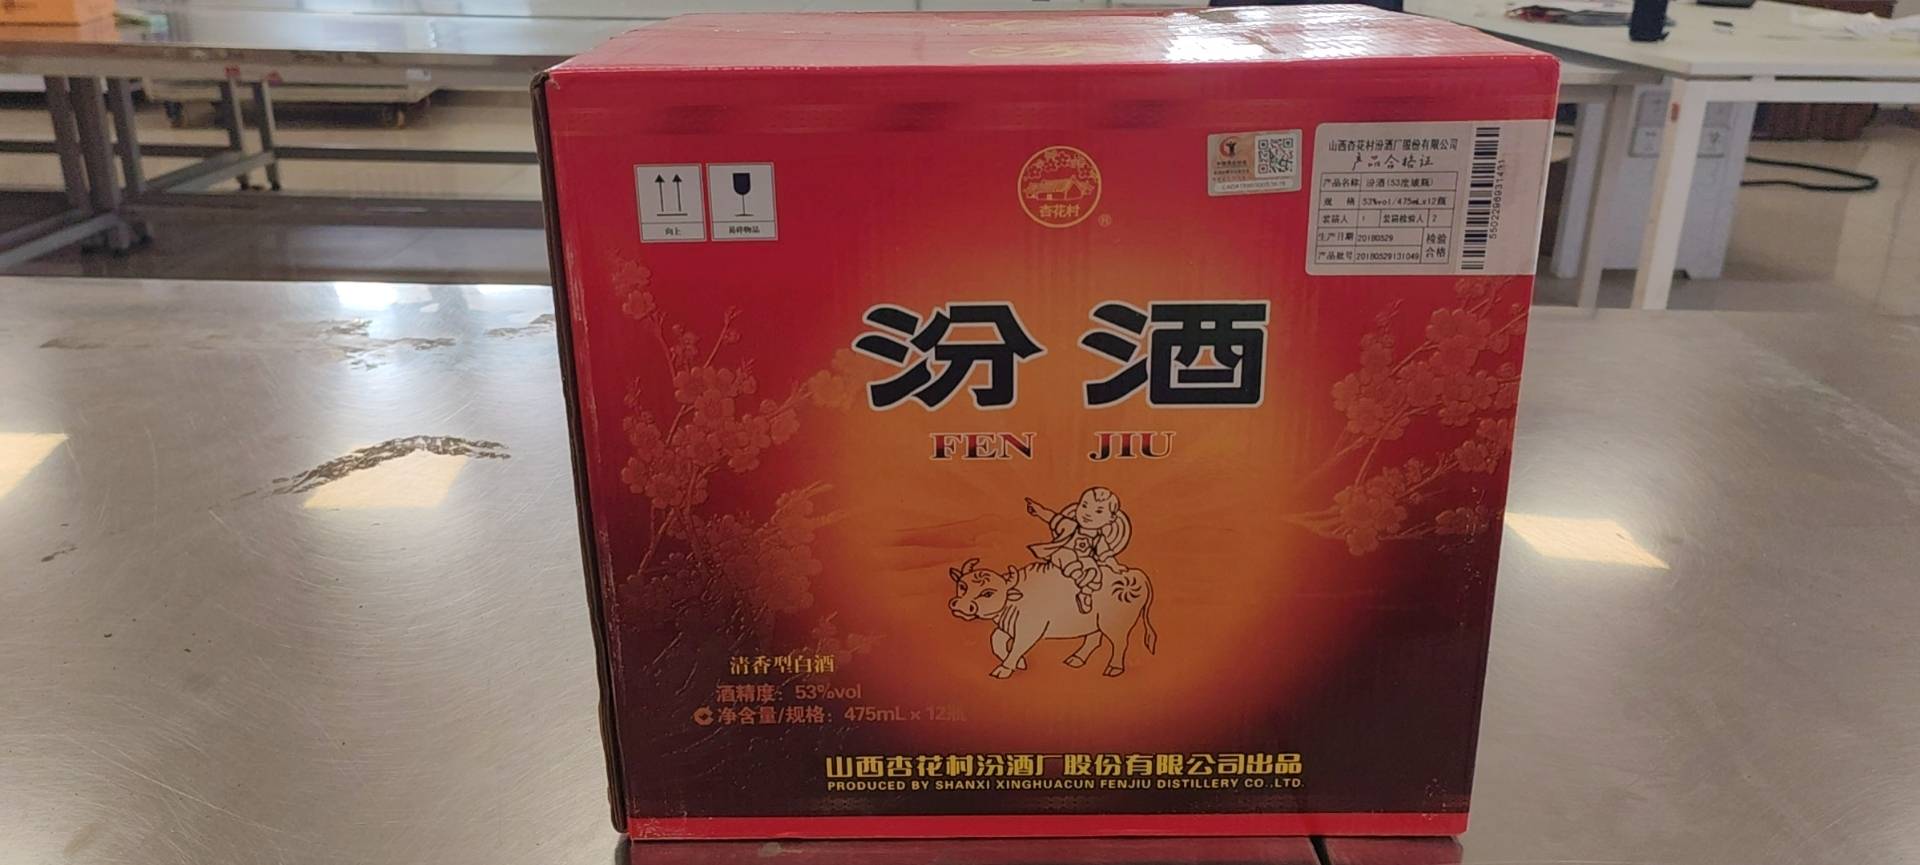 向上
易碎物品
杏花村
®
山西杏花村汾酒厂股份有限公司
产品合格证
产品名称 汾酒(53度玻瓶)
规 格 53%vol/475mLx12瓶
装箱人 1 装箱检验人 2
生产日期 20180529 检验
产品批号 20180529131049 合格
汾酒
FEN JIU
清香型白酒
酒精度：53%vol
净含量/规格：475mL×12瓶
山西杏花村汾酒厂股份有限公司出品
PRODUCED BY SHANXI XINGHUACUN FENJIU DISTILLERY CO.,LTD.